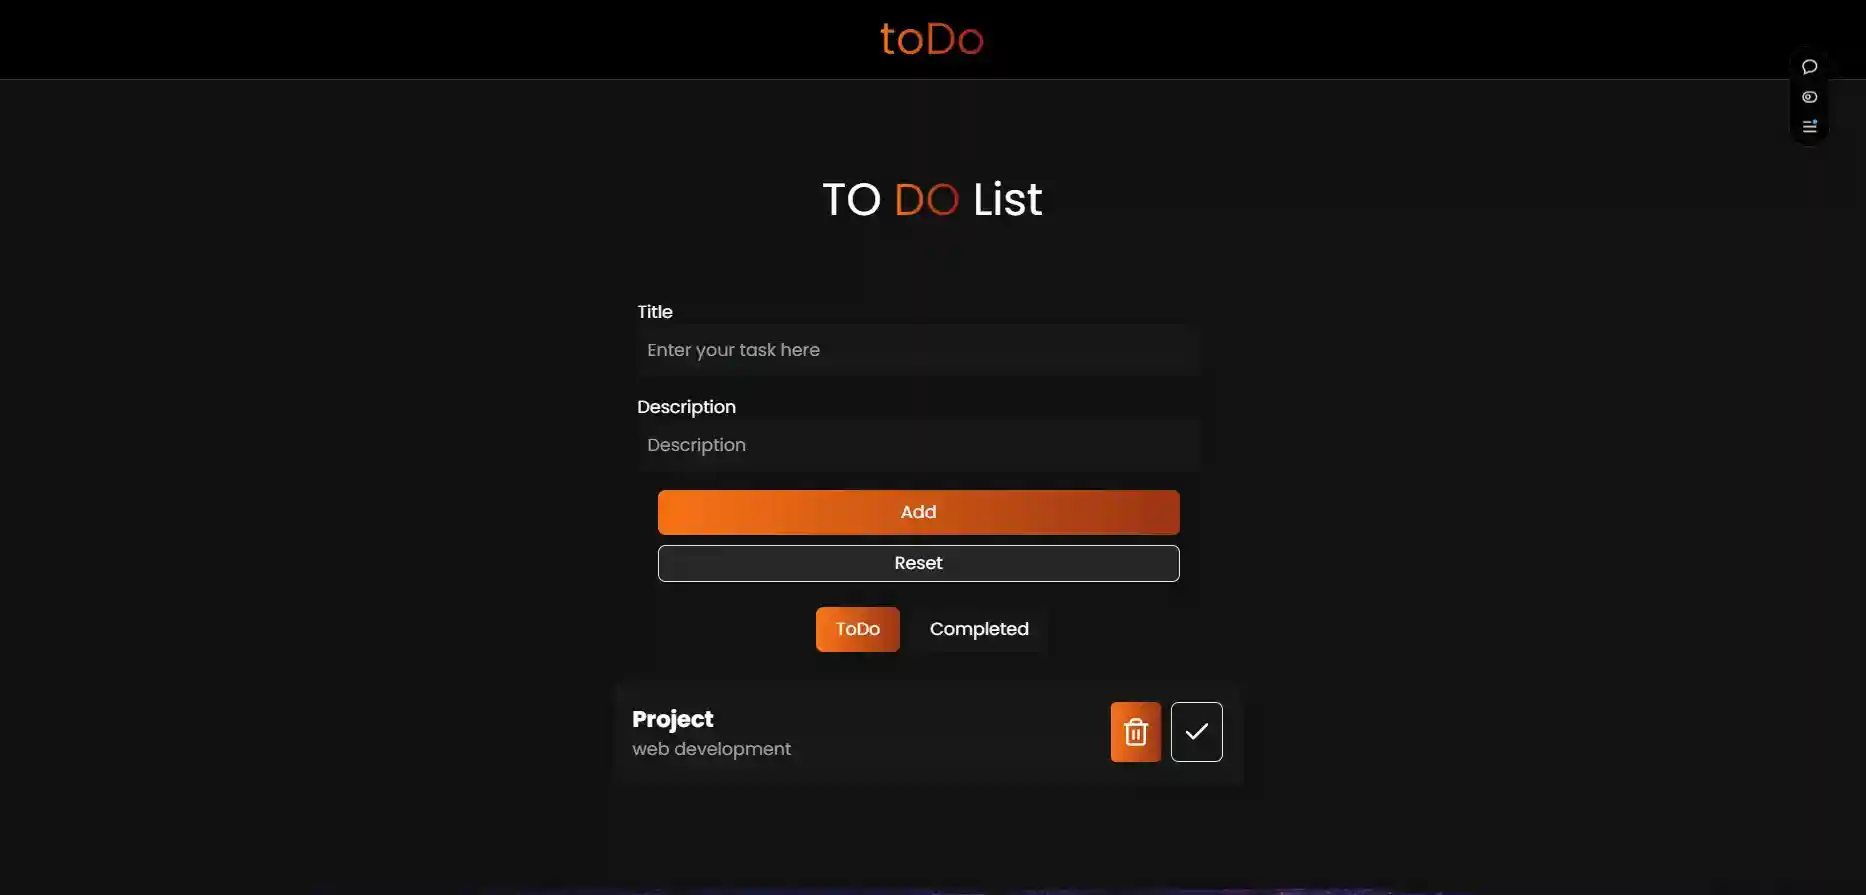 toDo
TO DO List
Title
Enter your task here
Description
Description
Add
Reset
ToDo Completed
Project
web development